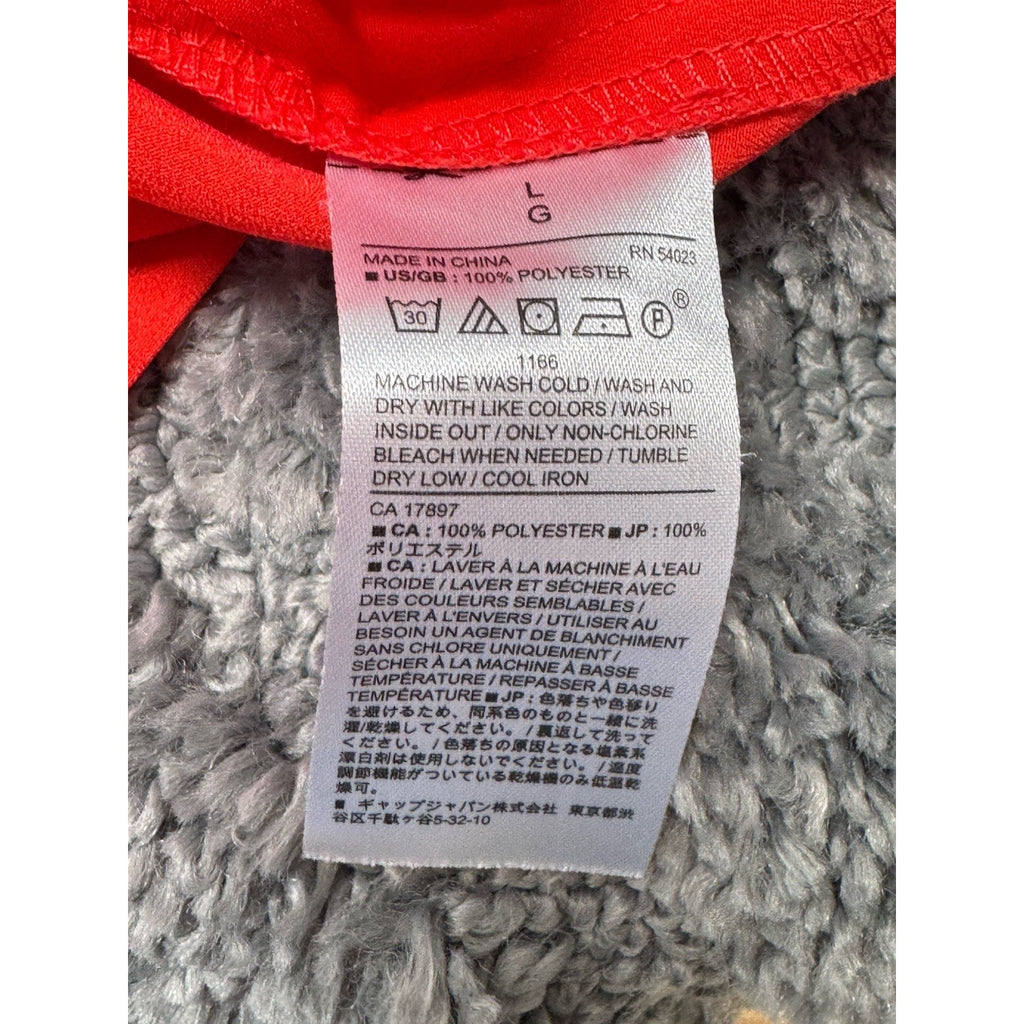 L
G
MADE IN CHINA RN 54023
■ US/GB : 100% POLYESTER
30 P ®
1166
MACHINE WASH COLD / WASH AND
DRY WITH LIKE COLORS / WASH
INSIDE OUT / ONLY NON-CHLORINE
BLEACH WHEN NEEDED / TUMBLE
DRY LOW / COOL IRON
CA 17897
■ CA : 100% POLYESTER ■ JP : 100%
ポリエステル
■ CA : LAVER À LA MACHINE À L'EAU
FROIDE / LAVER ET SÉCHER AVEC
DES COULEURS SEMBLABLES /
LAVER À L'ENVERS / UTILISER AU
BESOIN UN AGENT DE BLANCHIMENT
SANS CHLORE UNIQUEMENT /
SÉCHER À LA MACHINE À BASSE
TEMPÉRATURE / REPASSER À BASSE
TEMPÉRATURE ■ JP : 色落ちや色移り
を避けるため、同系色のものと一緒に洗
濯/乾燥してください。/ 裏返して洗って
ください。/ 色落ちの原因となる塩素系
漂白剤は使用しないでください。/ 温度
調節機能がついている乾燥機のみ低温乾
燥可。
■ ギャップジャパン株式会社 東京都渋
谷区千駄ヶ谷5-32-10